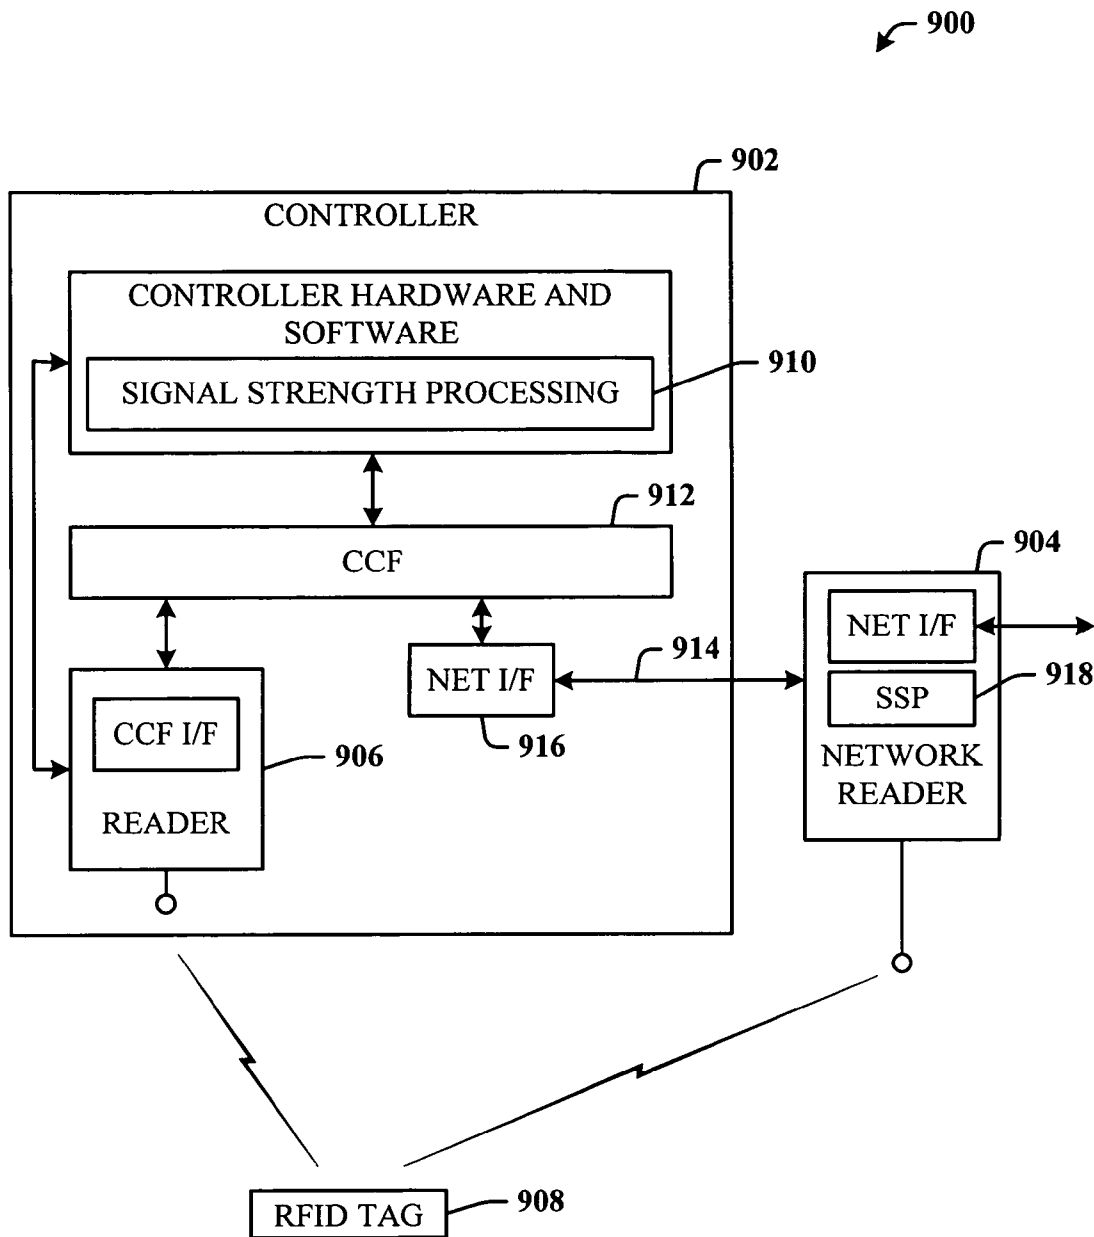 900
902
CONTROLLER
CONTROLLER HARDWARE AND
SOFTWARE
SIGNAL STRENGTH PROCESSING
910
912
CCF
904
NET I/F
914
NET I/F
916
SSP
918
NETWORK
READER
CCF I/F
906
READER
RFID TAG
908